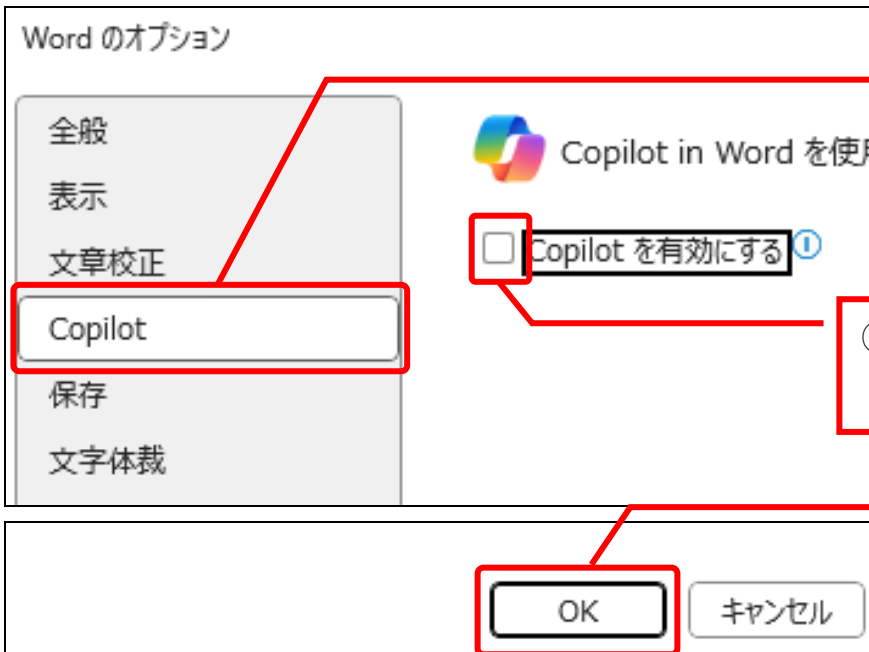 Word のオプション
全般
表示
文章校正
Copilot
保存
文字体裁
Copilot in Word を使
Copilot を有効にする
OK
キャンセル